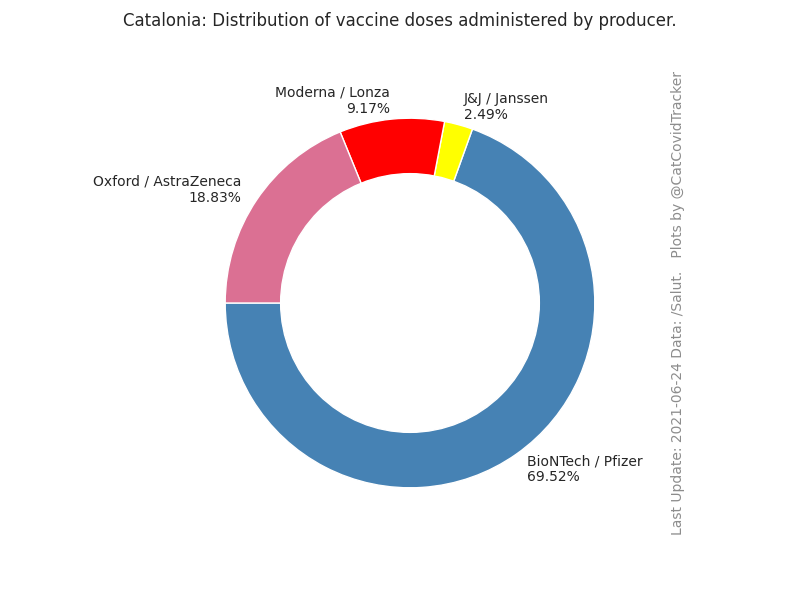 Catalonia: Distribution of vaccine doses administered by producer.
Moderna / Lonza
9.17%
J&J / Janssen
2.49%
Oxford / AstraZeneca
18.83%
BioNTech / Pfizer
69.52%
Last Update: 2021-06-24 Data: /Salut.   Plots by @CatCovidTracker